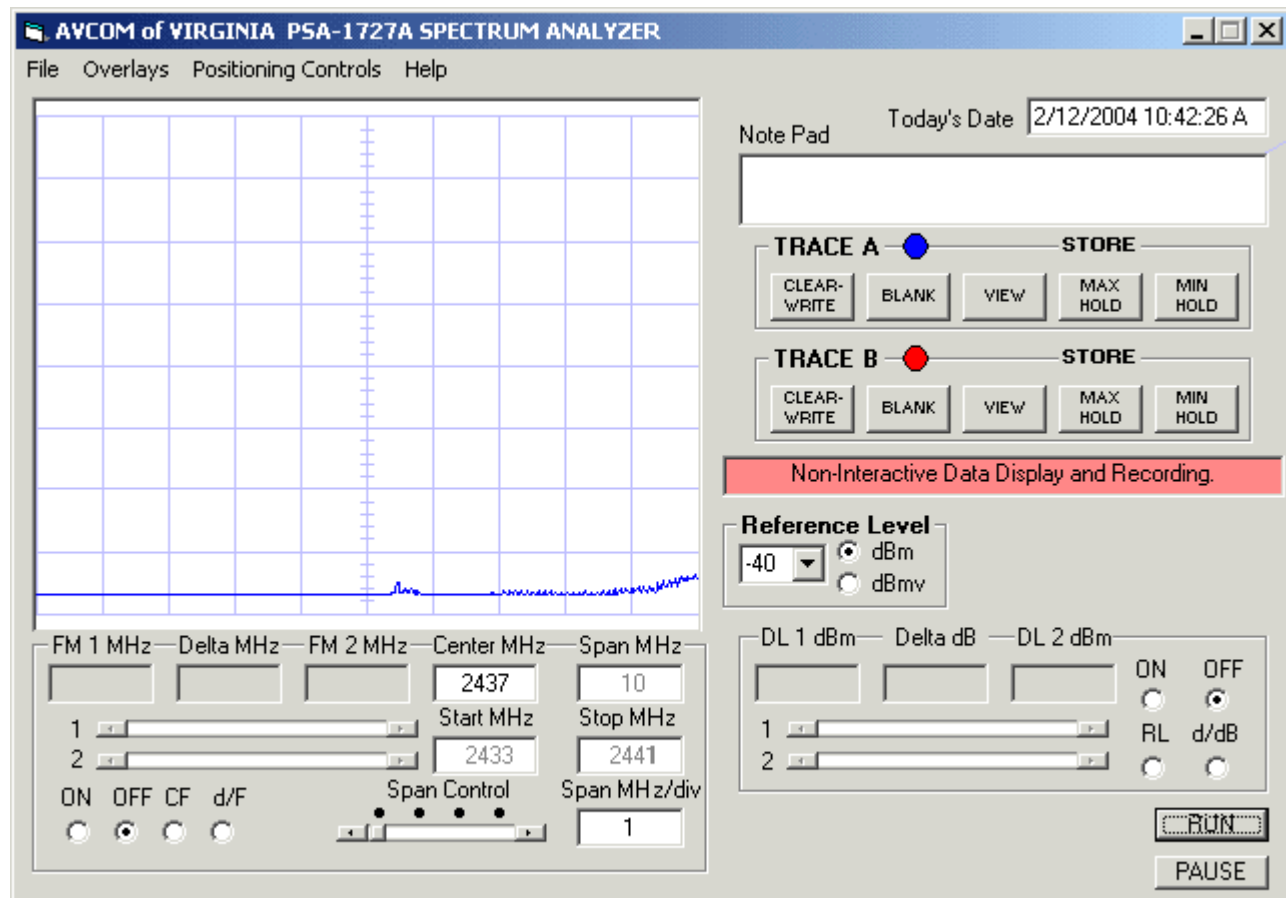 AVCOM of VIRGINIA PSA-1727A SPECTRUM ANALYZER
File Overlays Positioning Controls Help
Note Pad
Today's Date 2/12/2004 10:42:26 A
TRACE A STORE
CLEAR-
WRITE
BLANK
VIEW
MAX
HOLD
MIN
HOLD
TRACE B STORE
CLEAR-
WRITE
BLANK
VIEW
MAX
HOLD
MIN
HOLD
Non-Interactive Data Display and Recording.
Reference Level
-40
dBm
dBmv
FM 1 MHz Delta MHz FM 2 MHz Center MHz Span MHz
2437 10
Start MHz Stop MHz
1
2
2433 2441
ON OFF CF d/F
Span Control
Span MHz/div
1
DL 1 dBm Delta dB DL 2 dBm
ON OFF
1
2
RL d/dB
RUN
PAUSE